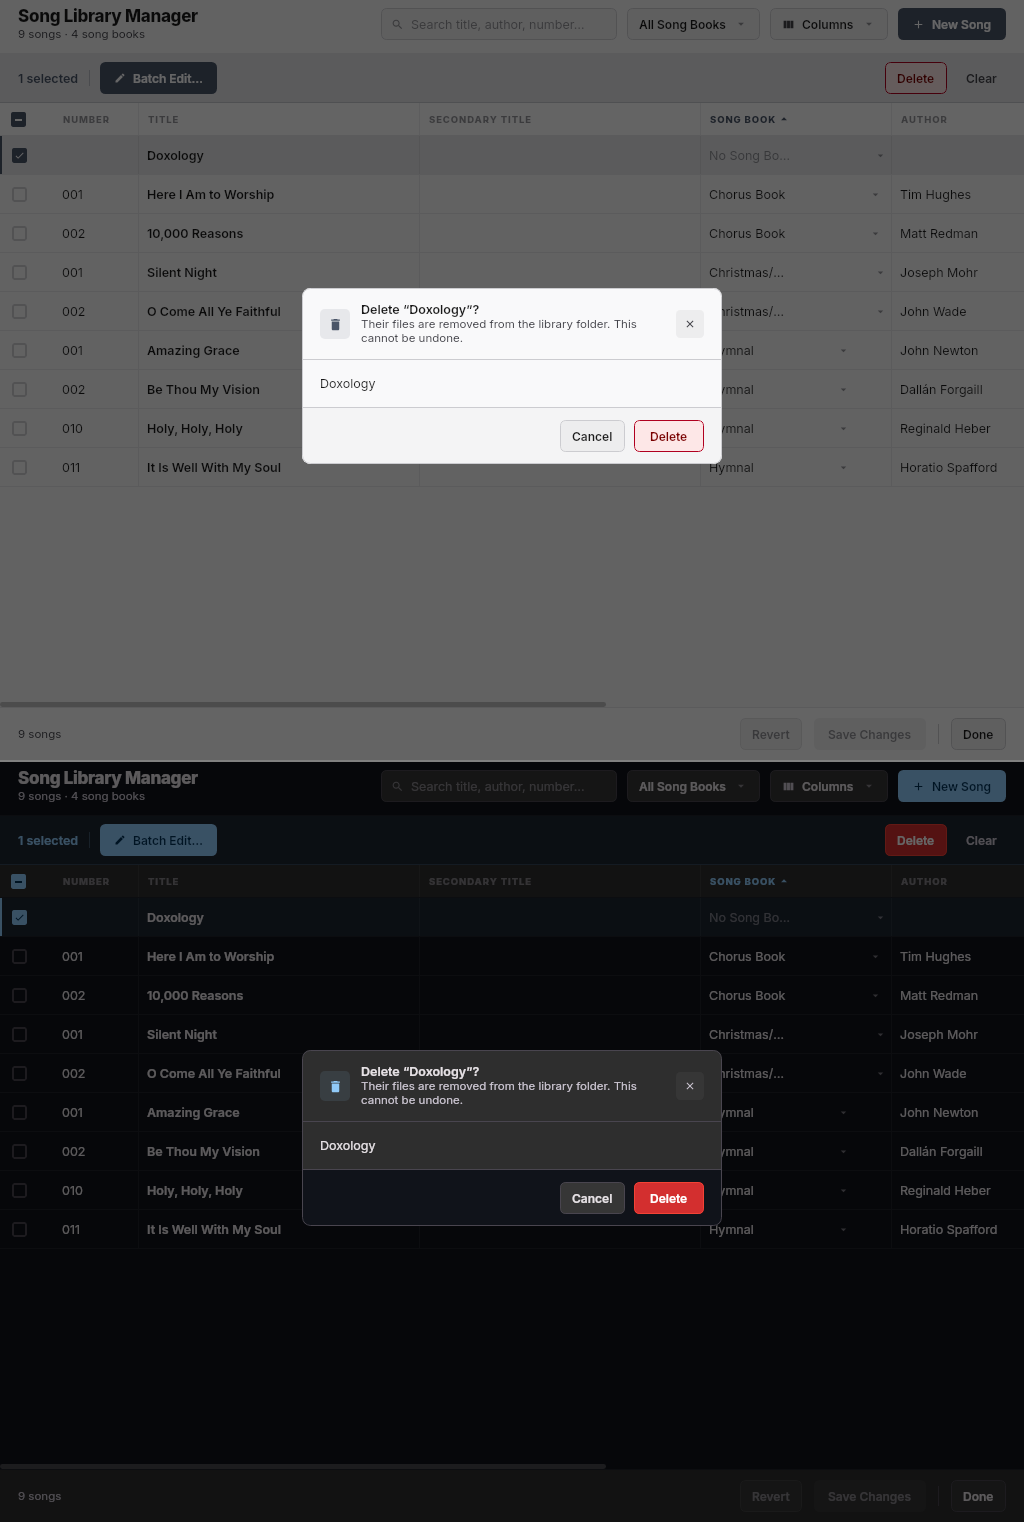 Song Library Manager
9 songs · 4 song books
Search title, author, number...
All Song Books
Columns
New Song
1 selected
Batch Edit...
Delete
Clear
NUMBER TITLE SECONDARY TITLE SONG BOOK AUTHOR
Doxology No Song Bo...
001 Here I Am to Worship Chorus Book Tim Hughes
002 10,000 Reasons Chorus Book Matt Redman
001 Silent Night Christmas/... Joseph Mohr
002 O Come All Ye Faithful hristmas/... John Wade
001 Amazing Grace ymnal John Newton
002 Be Thou My Vision ymnal Dallán Forgaill
010 Holy, Holy, Holy ymnal Reginald Heber
011 It Is Well With My Soul Hymnal Horatio Spafford
Delete “Doxology”?
Their files are removed from the library folder. This
cannot be undone.
Doxology
Cancel
Delete
9 songs
Revert
Save Changes
Done
Song Library Manager
9 songs · 4 song books
Search title, author, number...
All Song Books
Columns
New Song
1 selected
Batch Edit...
Delete
Clear
NUMBER TITLE SECONDARY TITLE SONG BOOK AUTHOR
Doxology No Song Bo...
001 Here I Am to Worship Chorus Book Tim Hughes
002 10,000 Reasons Chorus Book Matt Redman
001 Silent Night Christmas/... Joseph Mohr
002 O Come All Ye Faithful hristmas/... John Wade
001 Amazing Grace ymnal John Newton
002 Be Thou My Vision ymnal Dallán Forgaill
010 Holy, Holy, Holy ymnal Reginald Heber
011 It Is Well With My Soul Hymnal Horatio Spafford
Delete “Doxology”?
Their files are removed from the library folder. This
cannot be undone.
Doxology
Cancel
Delete
9 songs
Revert
Save Changes
Done